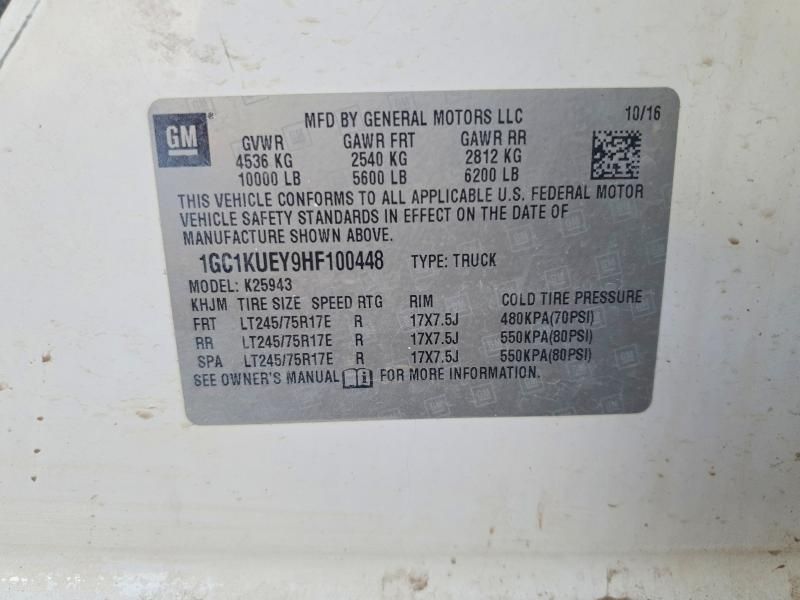 GM ® MFD BY GENERAL MOTORS LLC 10/16
GVWR GAWR FRT GAWR RR
4536 KG 2540 KG 2812 KG
10000 LB 5600 LB 6200 LB
THIS VEHICLE CONFORMS TO ALL APPLICABLE U.S. FEDERAL MOTOR
VEHICLE SAFETY STANDARDS IN EFFECT ON THE DATE OF
MANUFACTURE SHOWN ABOVE.
1GC1KUEY9HF100448 TYPE: TRUCK
MODEL: K25943
KHJM TIRE SIZE SPEED RTG RIM COLD TIRE PRESSURE
FRT LT245/75R17E R 17X7.5J 480KPA(70PSI)
RR LT245/75R17E R 17X7.5J 550KPA(80PSI)
SPA LT245/75R17E R 17X7.5J 550KPA(80PSI)
SEE OWNER'S MANUAL i FOR MORE INFORMATION.